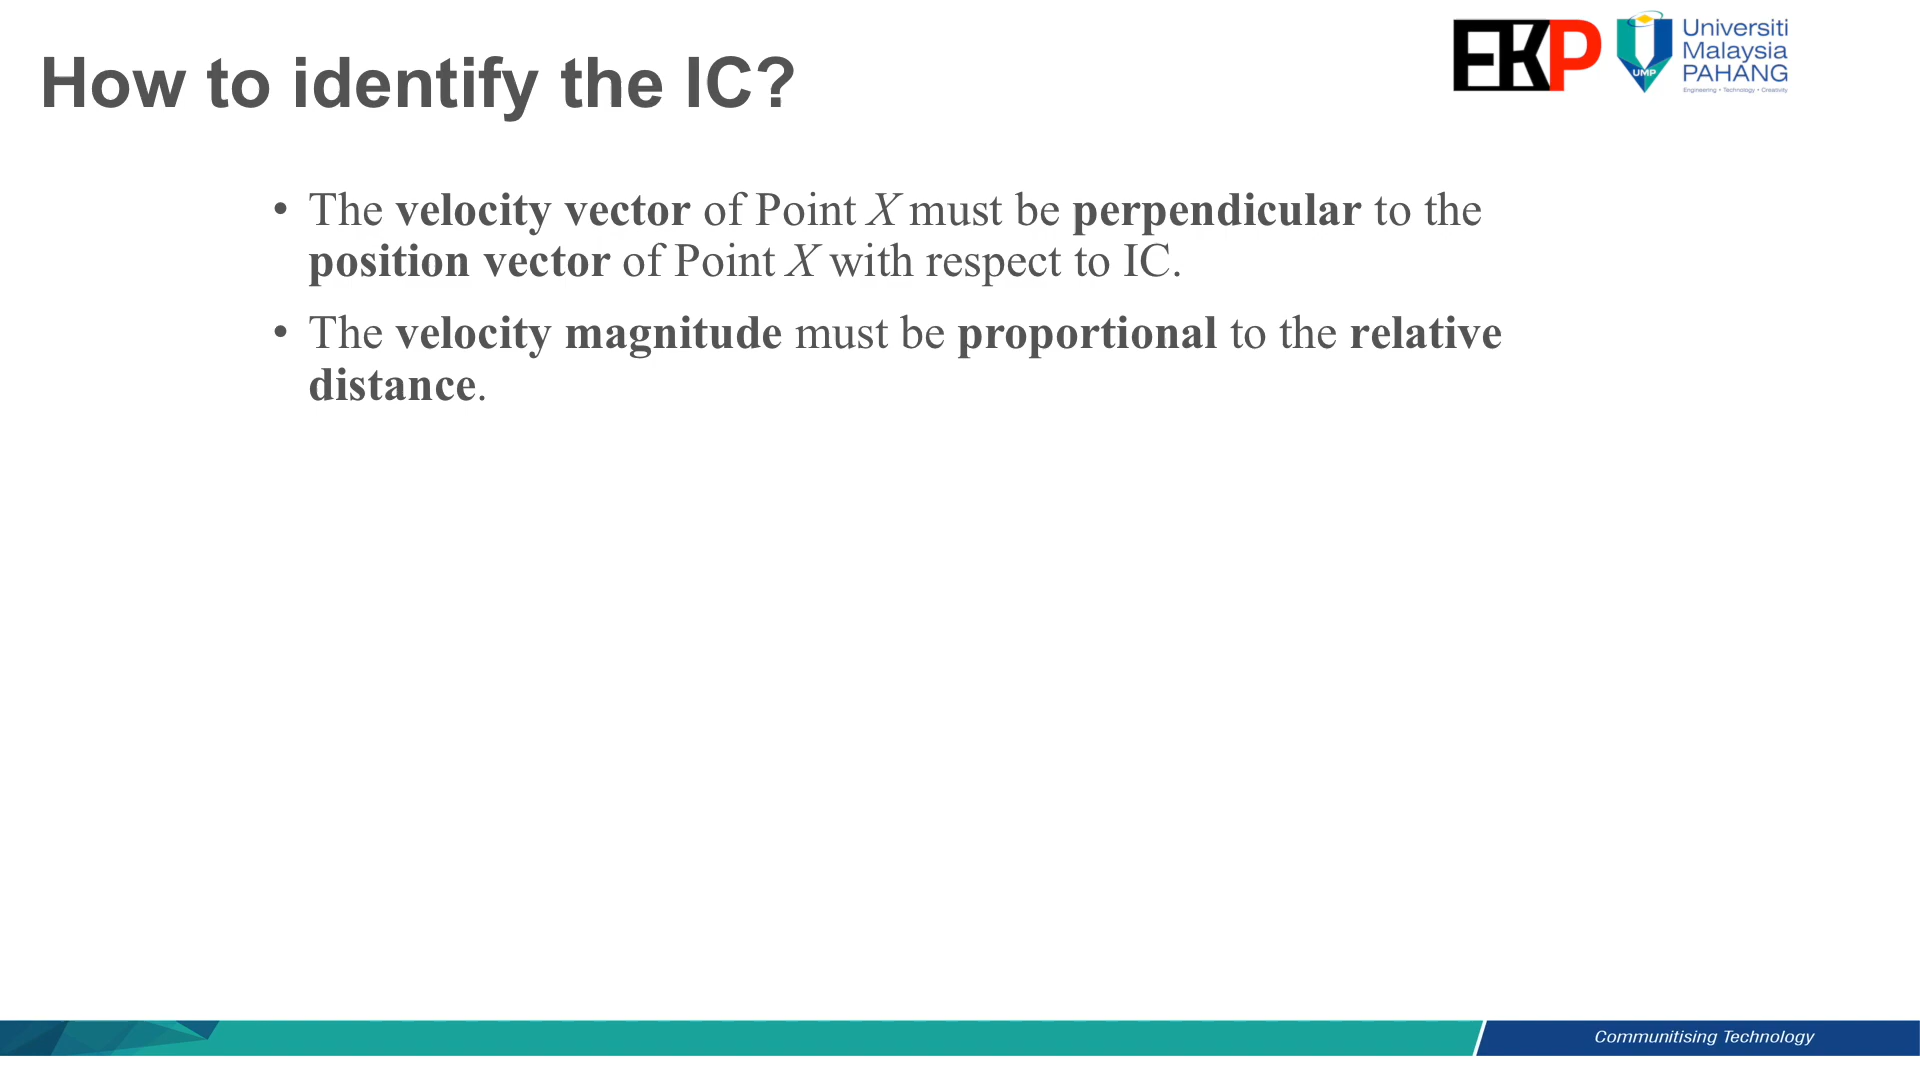 How to identify the IC?
EKP
Universiti
Malaysia
PAHANG
Engineering • Technology • Creativity
UMP
• The velocity vector of Point X must be perpendicular to the
position vector of Point X with respect to IC.
• The velocity magnitude must be proportional to the relative
distance.
Communitising Technology